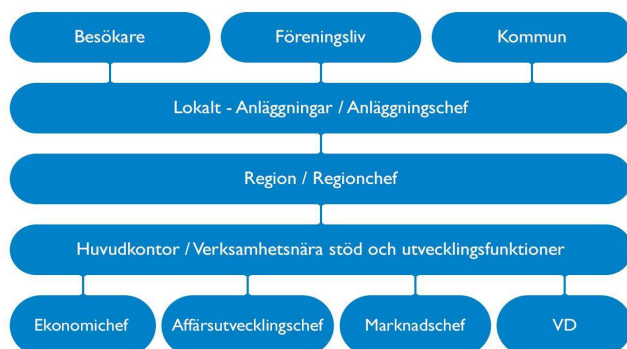 Besökare
Föreningsliv
Kommun
Lokalt - Anläggningar / Anläggningschef
Region / Regionchef
Huvudkontor / Verksamhetsnära stöd och utvecklingsfunktioner
Ekonomichef
Affärsutvecklingschef
Marknadschef
VD